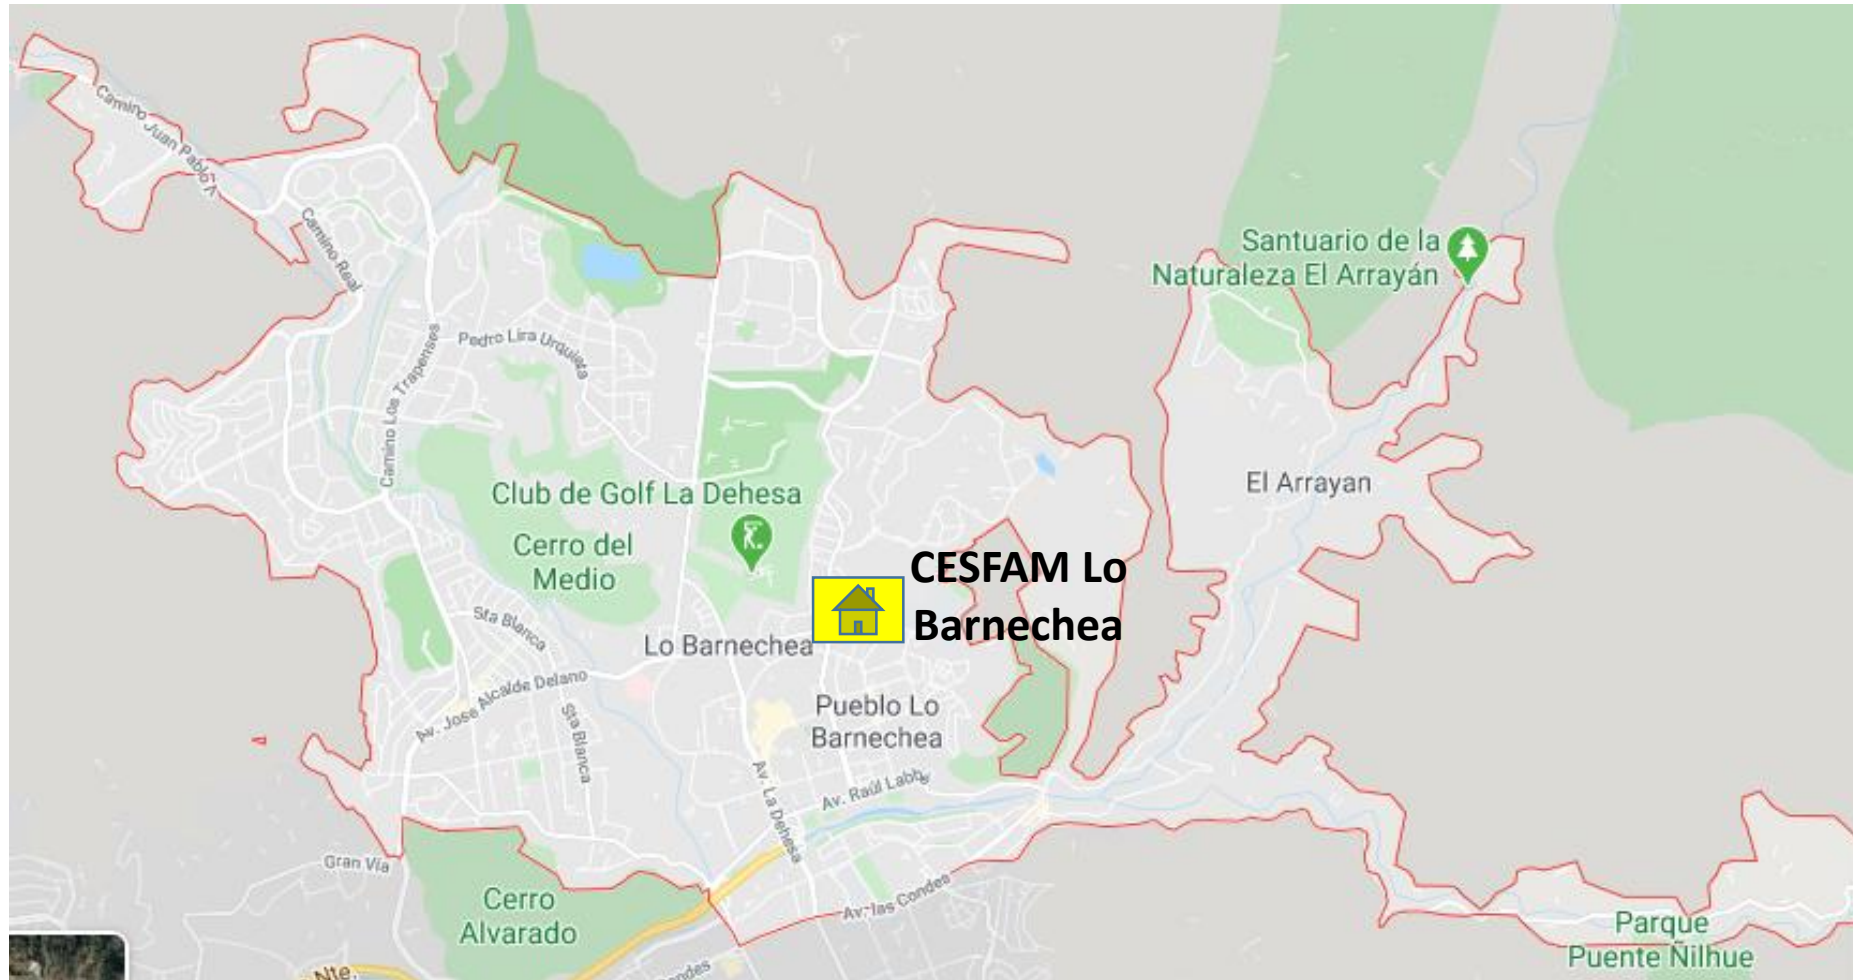 Camino Juan Pablo
Camino Real
Santuario de la
Naturaleza El Arrayán
Pedro Lira Urquieta
Camino Los Trapenses
El Arrayan
Club de Golf La Dehesa
Cerro del
Medio
CESFAM Lo
Barnechea
Sta Blanca
Lo Barnechea
Av. Jose Alcalde Delano
Sta Blanca
Pueblo Lo
Barnechea
Av. La Dehesa
Av. Raúl
Gran Vía
Cerro
Alvarado
Av. las Condes
Parque
Puente Ñilhue
Nte.